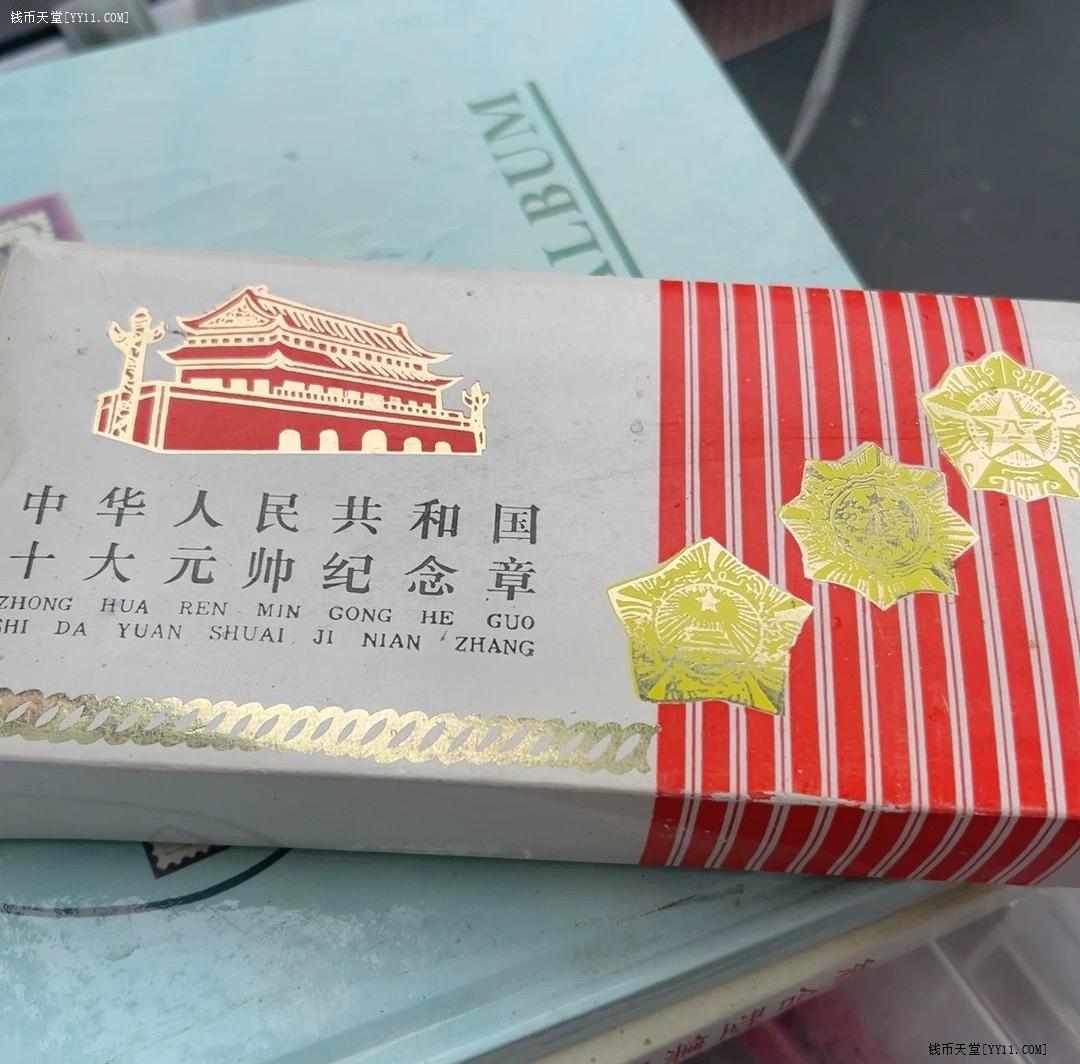 钱币天堂[YY11.COM]
ALBUM
中华人民共和国
十大元帅纪念章
ZHONG HUA REN MIN GONG HE GUO
SHI DA YUAN SHUAI JI NIAN ZHANG
钱币天堂[YY11.COM]